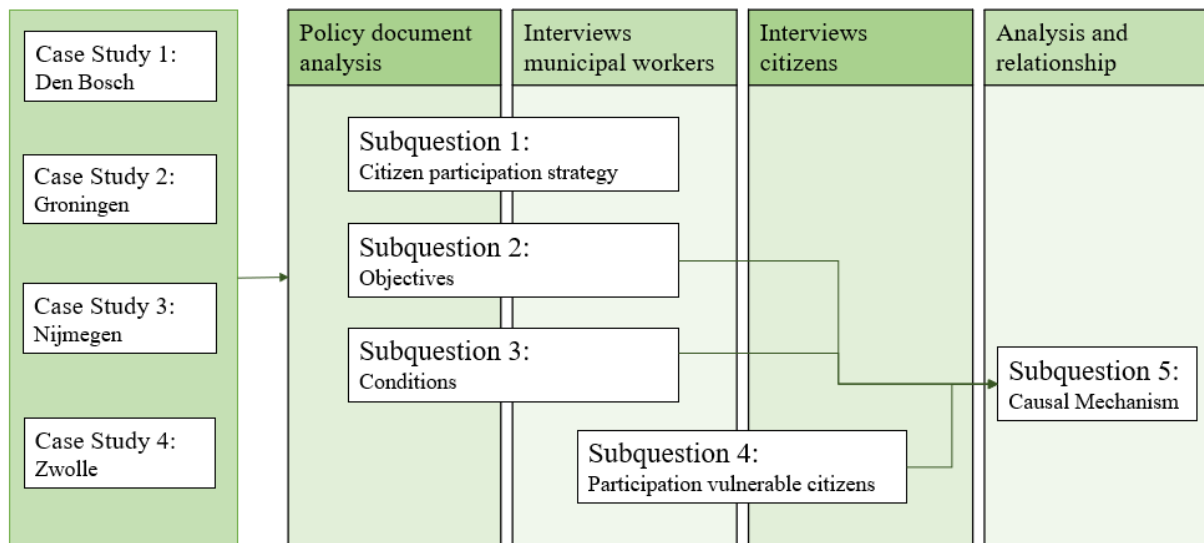 Case Study 1:
Den Bosch
Case Study 2:
Groningen
Case Study 3:
Nijmegen
Case Study 4:
Zwolle
Policy document
analysis
Interviews
municipal workers
Interviews
citizens
Analysis and
relationship
Subquestion 1:
Citizen participation strategy
Subquestion 2:
Objectives
Subquestion 3:
Conditions
Subquestion 4:
Participation vulnerable citizens
Subquestion 5:
Causal Mechanism